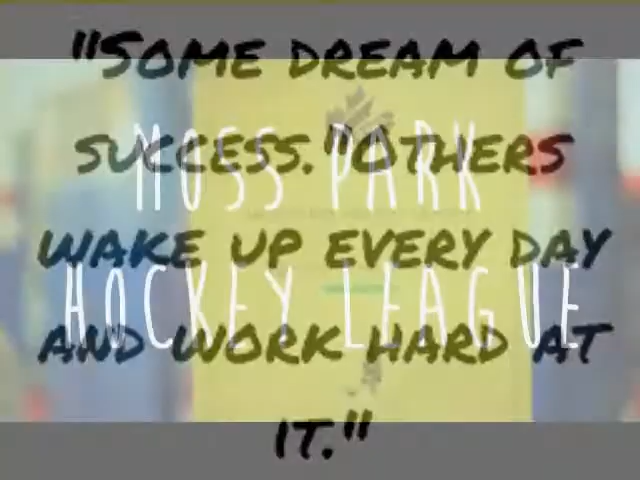 "SOME DREAM OF
SUCCESS."OTHERS
MOSS PARK
WAKE UP EVERY DAY
HOCKEY LEAGUE
AND WORK HARD AT
IT."